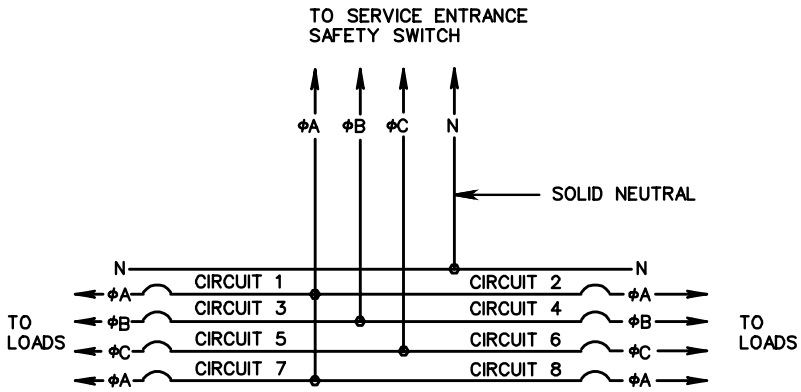 TO SERVICE ENTRANCE
SAFETY SWITCH
ϕA ϕB ϕC N
SOLID NEUTRAL
N N
CIRCUIT 1 CIRCUIT 2
ϕA ϕA
CIRCUIT 3 CIRCUIT 4
ϕB ϕB
TO LOADS TO LOADS
CIRCUIT 5 CIRCUIT 6
ϕC ϕC
CIRCUIT 7 CIRCUIT 8
ϕA ϕA